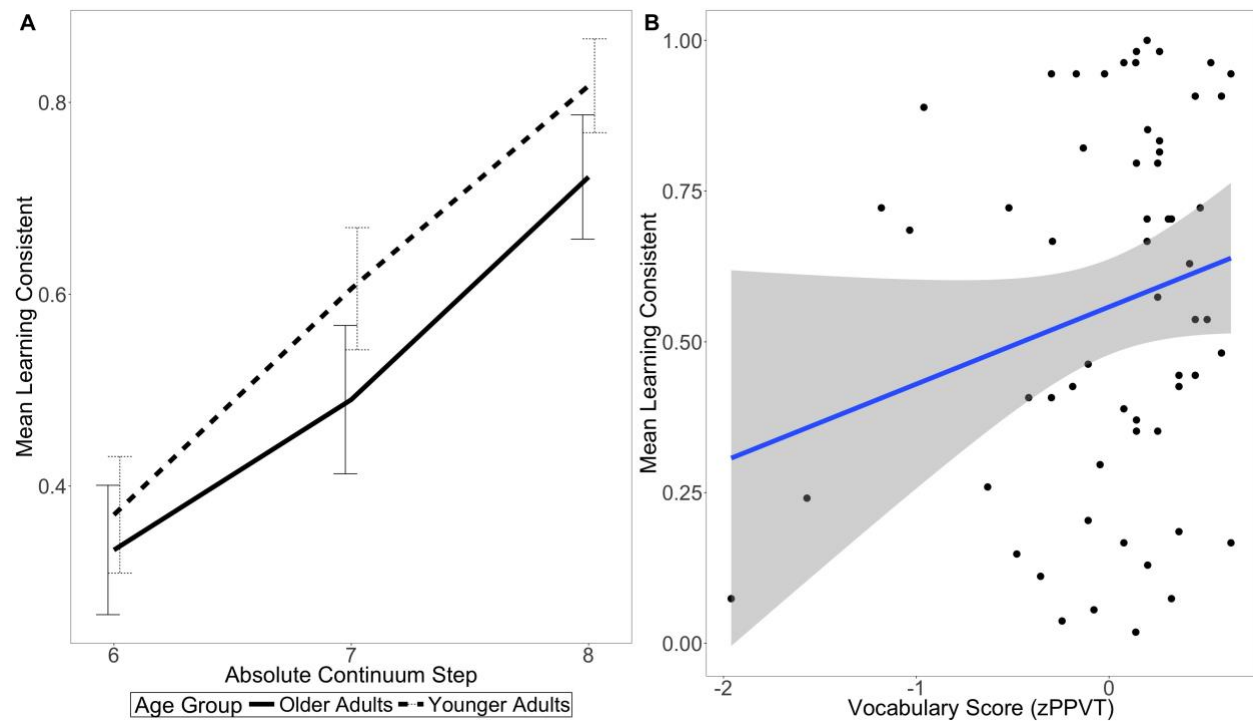 A
Mean Learning Consistent
0.8
0.6
0.4
6
7
8
Absolute Continuum Step
Age Group Older Adults Younger Adults
B
Mean Learning Consistent
1.00
0.75
0.50
0.25
0.00
-2
-1
0
Vocabulary Score (zPPVT)